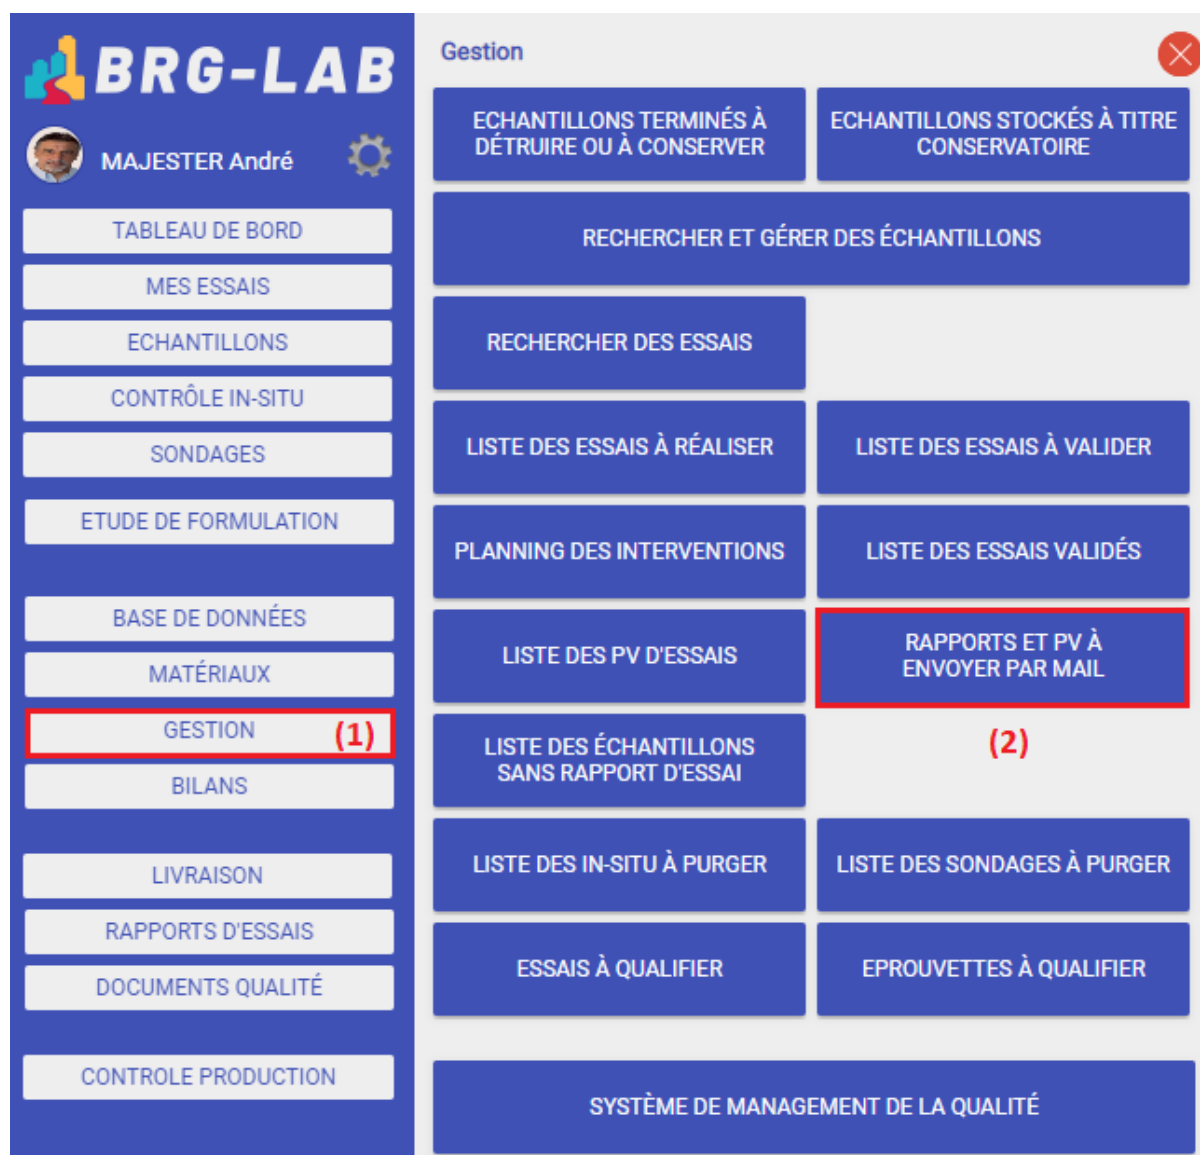 BRG-LAB
MAJESTER André
TABLEAU DE BORD
MES ESSAIS
ECHANTILLONS
CONTRÔLE IN-SITU
SONDAGES
ETUDE DE FORMULATION
BASE DE DONNÉES
MATÉRIAUX
GESTION (1)
BILANS
LIVRAISON
RAPPORTS D'ESSAIS
DOCUMENTS QUALITÉ
CONTROLE PRODUCTION
Gestion
ECHANTILLONS TERMINÉS À
DÉTRUIRE OU À CONSERVER
ECHANTILLONS STOCKÉS À TITRE
CONSERVATOIRE
RECHERCHER ET GÉRER DES ÉCHANTILLONS
RECHERCHER DES ESSAIS
LISTE DES ESSAIS À RÉALISER
LISTE DES ESSAIS À VALIDER
PLANNING DES INTERVENTIONS
LISTE DES ESSAIS VALIDÉS
LISTE DES PV D'ESSAIS
RAPPORTS ET PV À
ENVOYER PAR MAIL
(2)
LISTE DES ÉCHANTILLONS
SANS RAPPORT D'ESSAI
LISTE DES IN-SITU À PURGER
LISTE DES SONDAGES À PURGER
ESSAIS À QUALIFIER
EPROUVETTES À QUALIFIER
SYSTÈME DE MANAGEMENT DE LA QUALITÉ